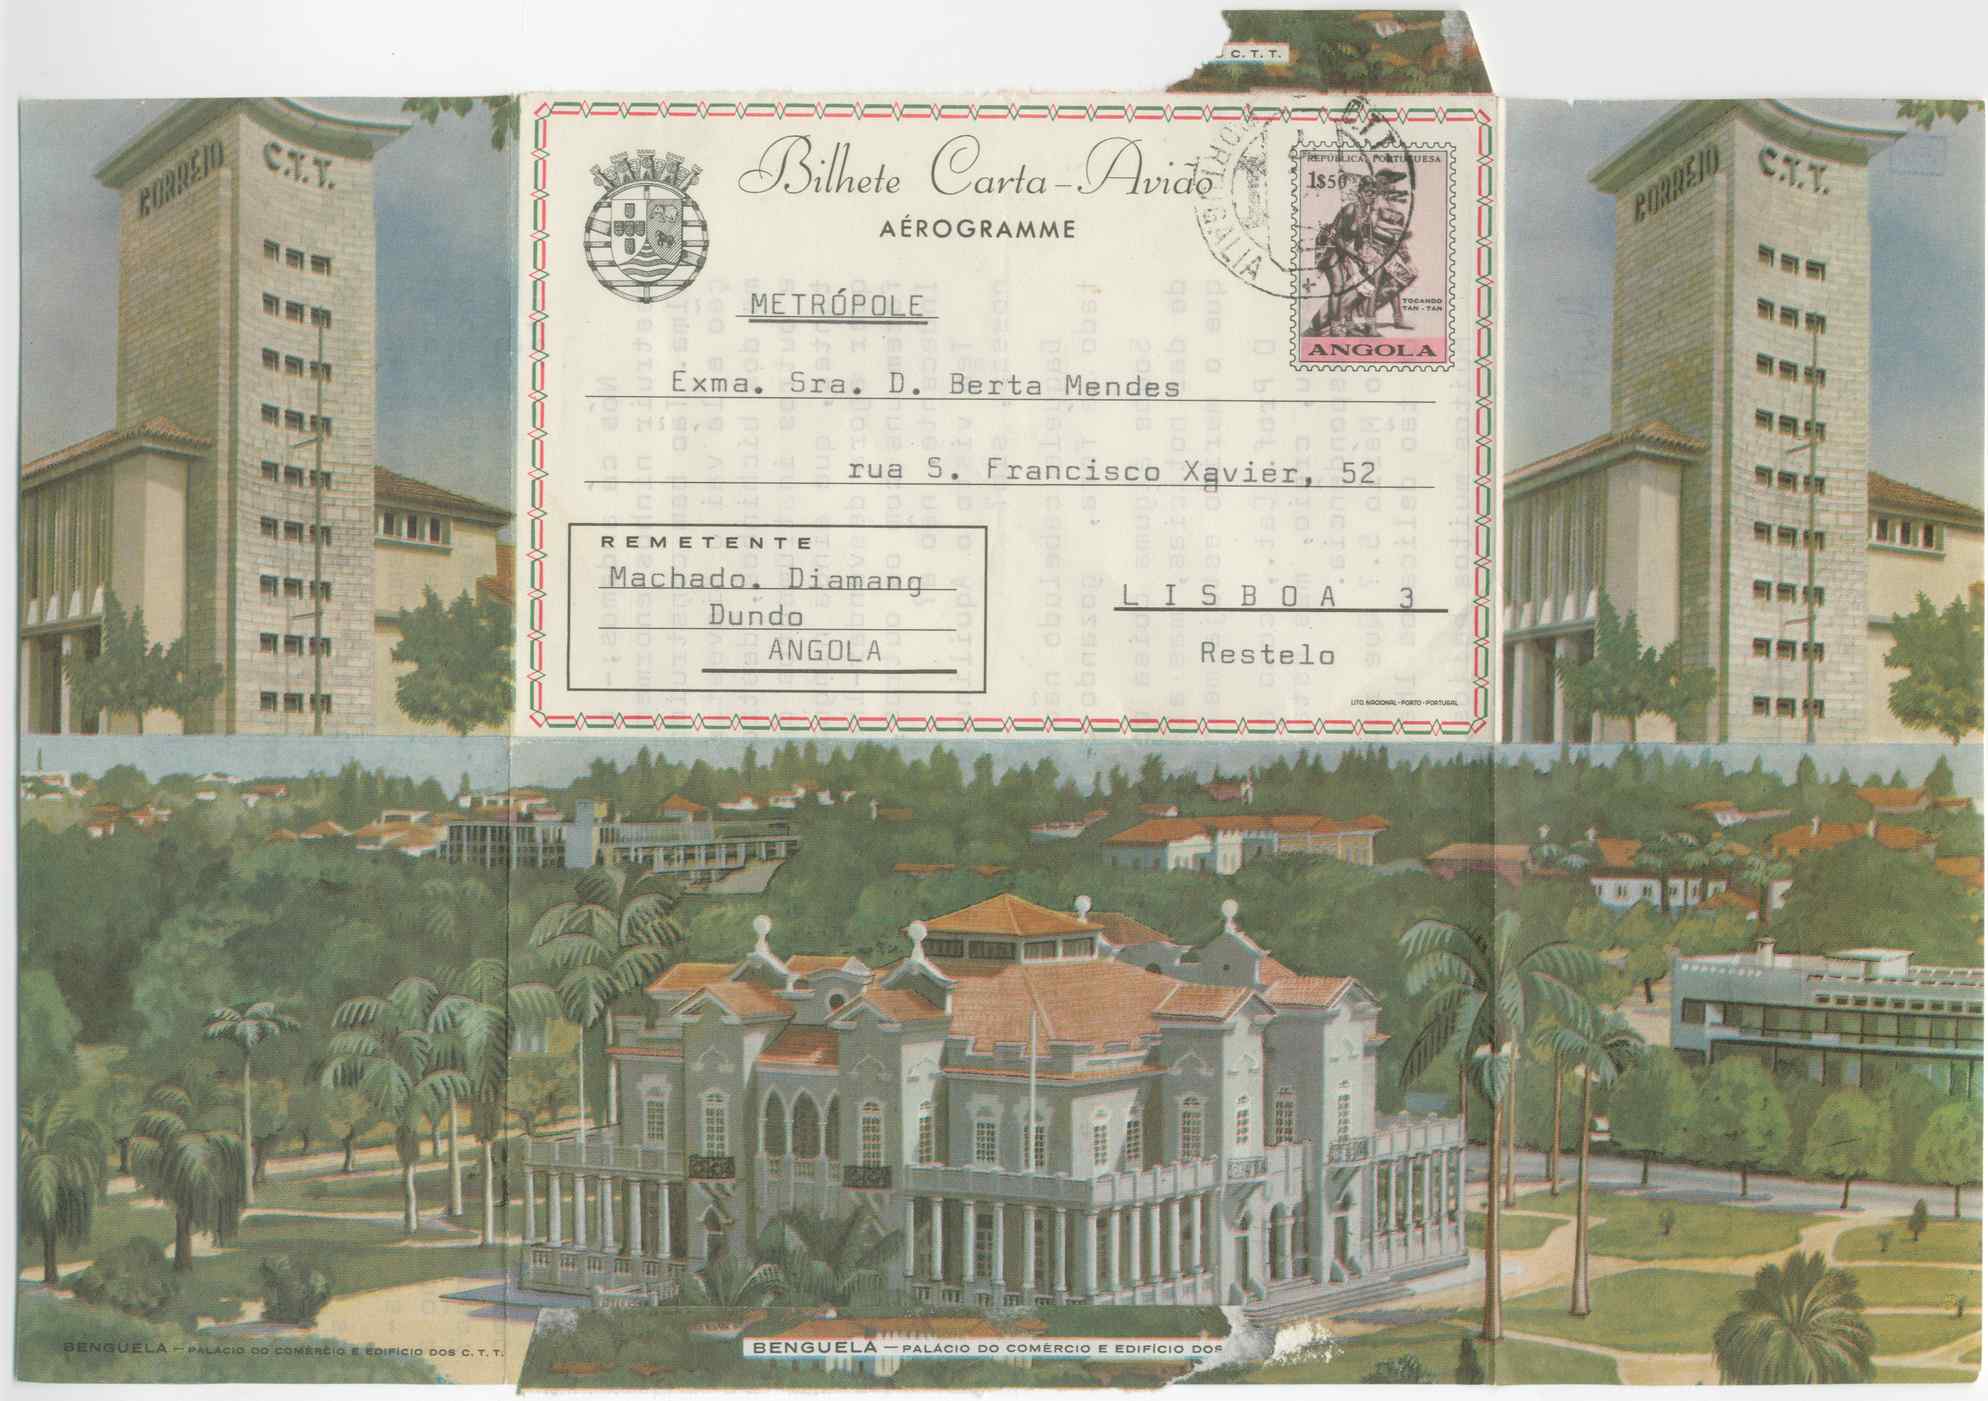 C. T. T.
CORREIO
C.T.T.
Bilhete Carta-Avião
AÉROGRAMME
REPÚBLICA PORTUGUESA
1$50
TOCANDO
TAN-TAN
ANGOLA
PORTUGALIA
METRÓPOLE
Exma. Sra. D. Berta Mendes
rua S. Francisco Xavier, 52
REMETENTE
Machado. Diamang
Dundo
ANGOLA
LISBOA 3
Restelo
LITO NACIONAL-PORTO-PORTUGAL
CORREIO
C.T.T.
BENGUELA — PALÁCIO DO COMÉRCIO E EDIFÍCIO DOS C. T. T.
BENGUELA — PALÁCIO DO COMÉRCIO E EDIFÍCIO DOS